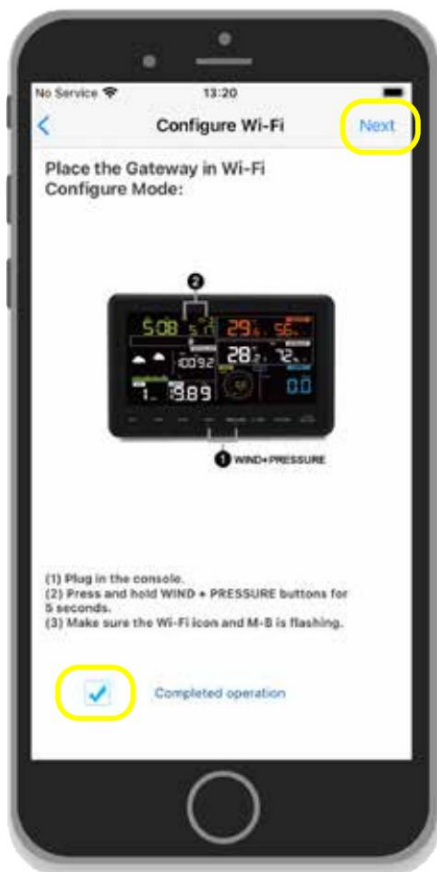 No Service
13:20
Configure Wi-Fi
Next
Place the Gateway in Wi-Fi
Configure Mode:
2
1 WIND+PRESSURE
(1) Plug in the console.
(2) Press and hold WIND + PRESSURE buttons for
5 seconds.
(3) Make sure the Wi-Fi icon and M-B is flashing.
Completed operation